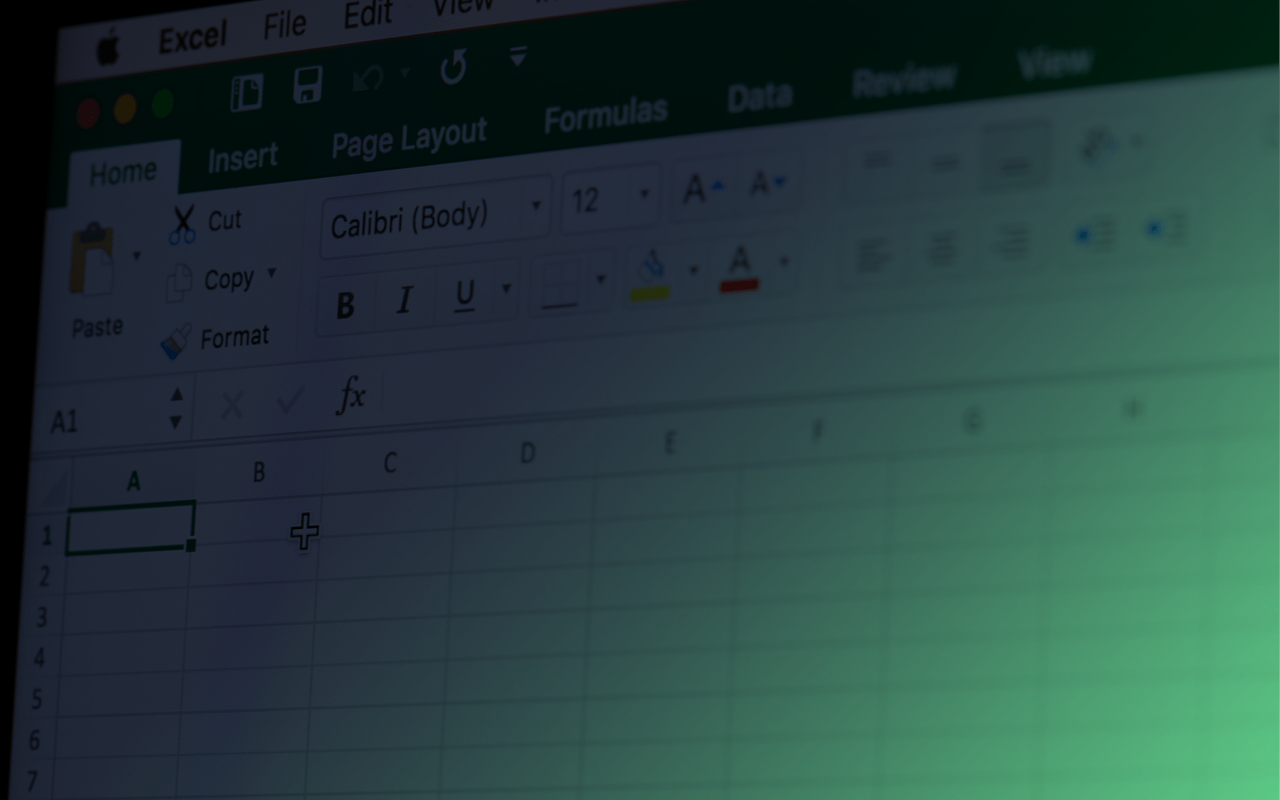 Excel File Edit View
Home Insert Page Layout Formulas Data Review View
Cut
Calibri (Body) 12 A A
Copy
Paste
B I U A
Format
A1 fx
A B C D E F G H
1
2
3
4
5
6
7